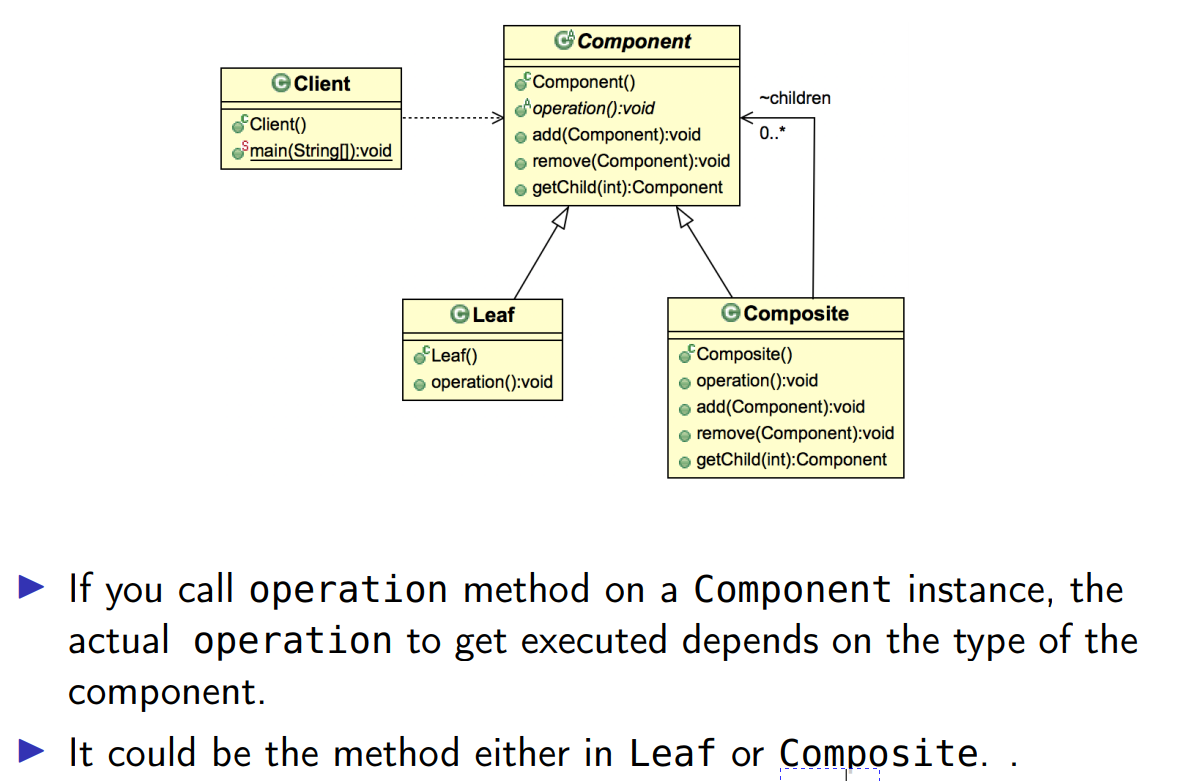 Component
Component()
operation():void
add(Component):void
remove(Component):void
getChild(int):Component
Client
Client()
main(String[]):void
~children
0..*
Leaf
Leaf()
operation():void
Composite
Composite()
operation():void
add(Component):void
remove(Component):void
getChild(int):Component
If you call operation method on a Component instance, the
actual operation to get executed depends on the type of the
component.
It could be the method either in Leaf or Composite. .